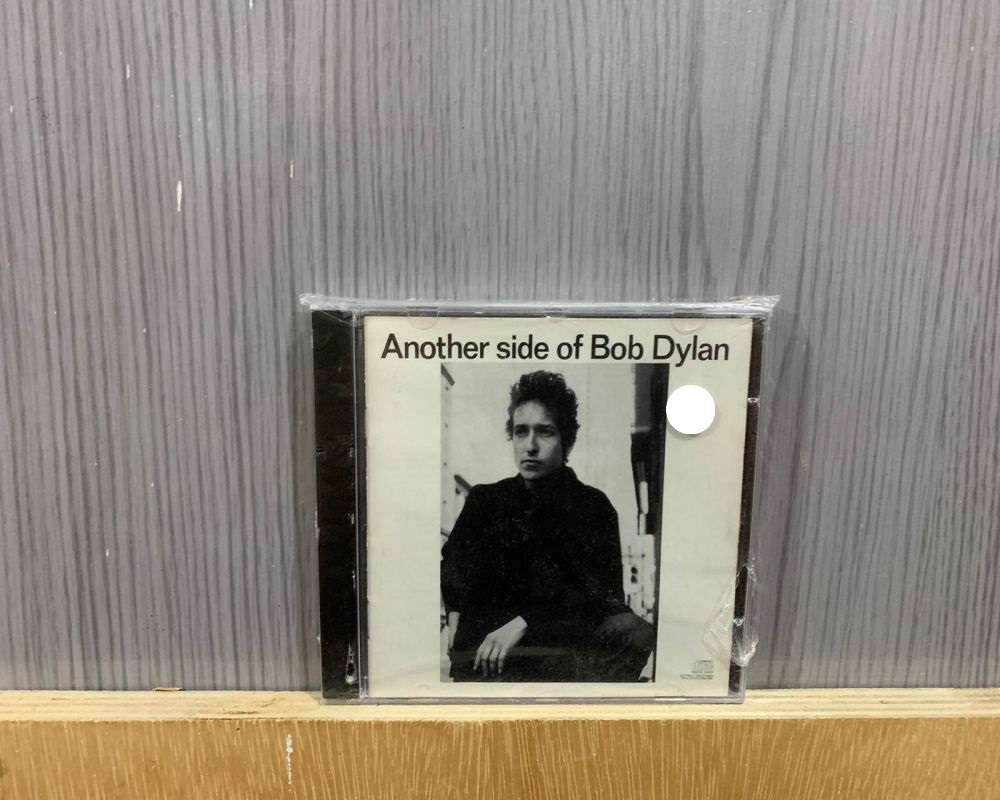 Another side of Bob Dylan